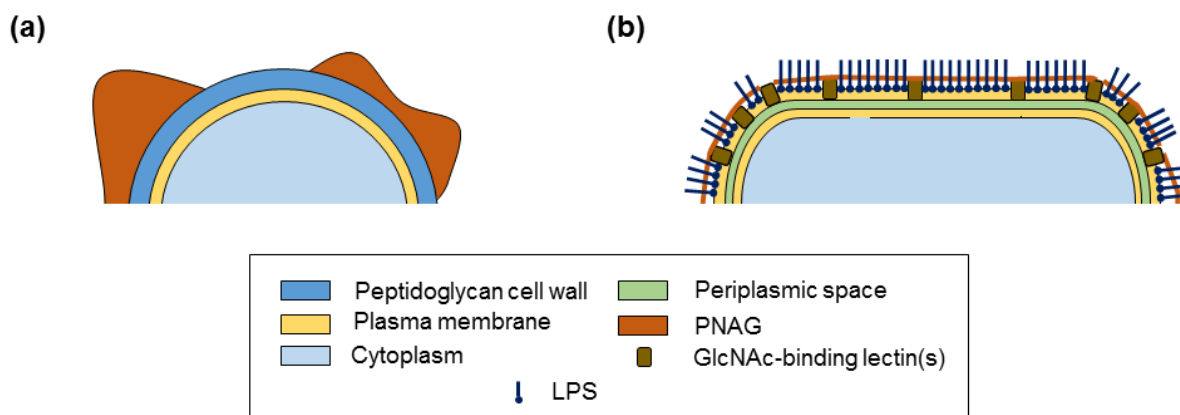 (a)
(b)
Peptidoglycan cell wall
Periplasmic space
Plasma membrane
PNAG
Cytoplasm
GlcNAc-binding lectin(s)
LPS